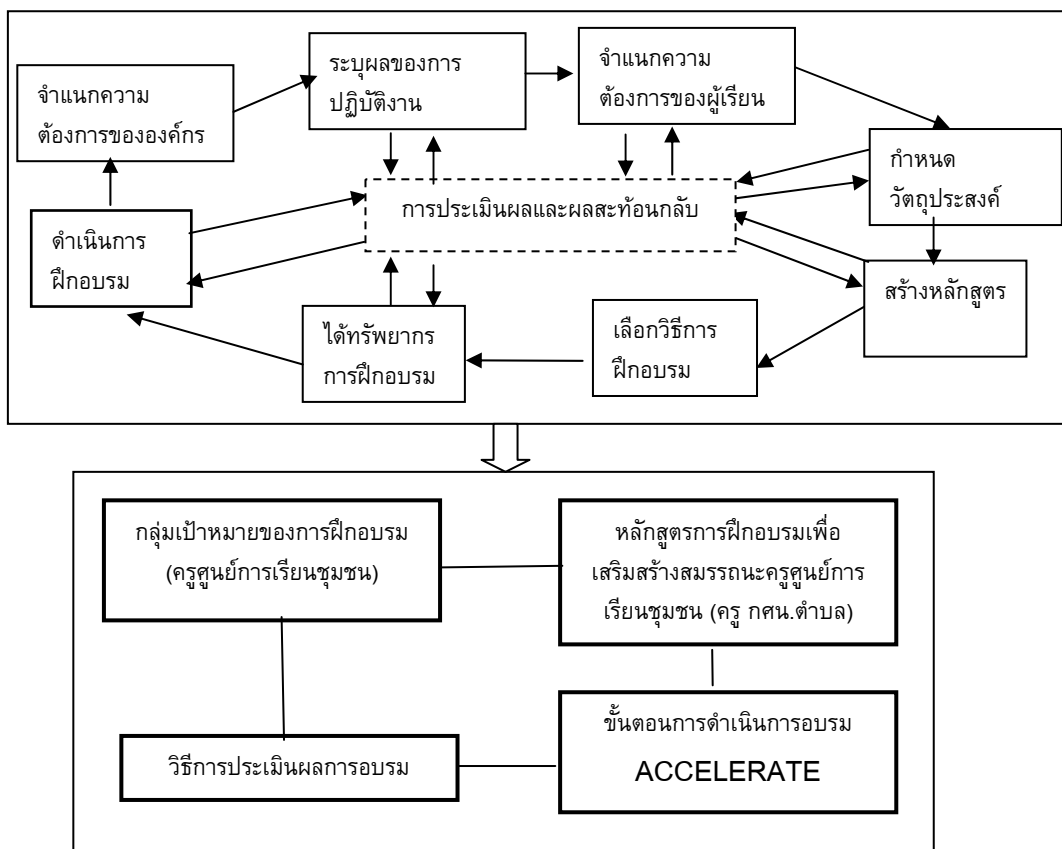 จำแนกความ
ต้องการขององค์กร
ระบุผลของการ
ปฏิบัติงาน
จำแนกความ
ต้องการของผู้เรียน
กำหนด
วัตถุประสงค์
การประเมินผลและผลสะท้อนกลับ
ดำเนินการ
ฝึกอบรม
สร้างหลักสูตร
ได้ทรัพยากร
การฝึกอบรม
เลือกวิธีการ
ฝึกอบรม
กลุ่มเป้าหมายของการฝึกอบรม
(ครูศูนย์การเรียนชุมชน)
หลักสูตรการฝึกอบรมเพื่อ
เสริมสร้างสมรรถนะครูศูนย์การ
เรียนชุมชน (ครู กศน.ตำบล)
วิธีการประเมินผลการอบรม
ขั้นตอนการดำเนินการอบรม
ACCELERATE